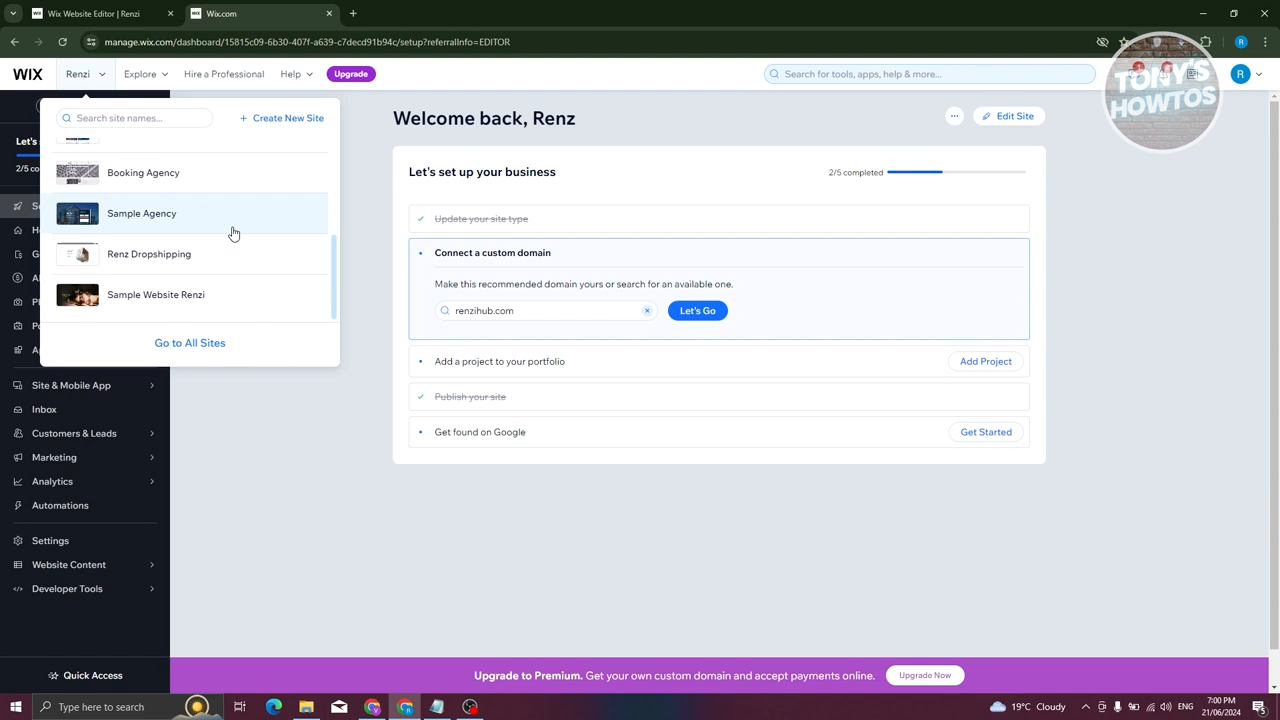 Wix Website Editor | Renzi
Wix.com
manage.wix.com/dashboard/15815c09-6b30-407f-a639-c7decd91b94c/setup?referralInfo=EDITOR
WIX
Renzi
Explore
Hire a Professional
Help
Upgrade
Search for tools, apps, help & more...
R
TONY'S
HOWTOS
Search site names...
+ Create New Site
Booking Agency
Sample Agency
Renz Dropshipping
Sample Website Renzi
Go to All Sites
Let's
2/5 co
Site & Mobile App
Inbox
Customers & Leads
Marketing
Analytics
Automations
Settings
Website Content
Developer Tools
Quick Access
Welcome back, Renz
Edit Site
Let's set up your business
2/5 completed
Update your site type
Connect a custom domain
Make this recommended domain yours or search for an available one.
renzihub.com
Let's Go
Add a project to your portfolio
Add Project
Publish your site
Get found on Google
Get Started
Upgrade to Premium. Get your own custom domain and accept payments online.
Upgrade Now
Type here to search
19°C Cloudy
7:00 PM
21/06/2024